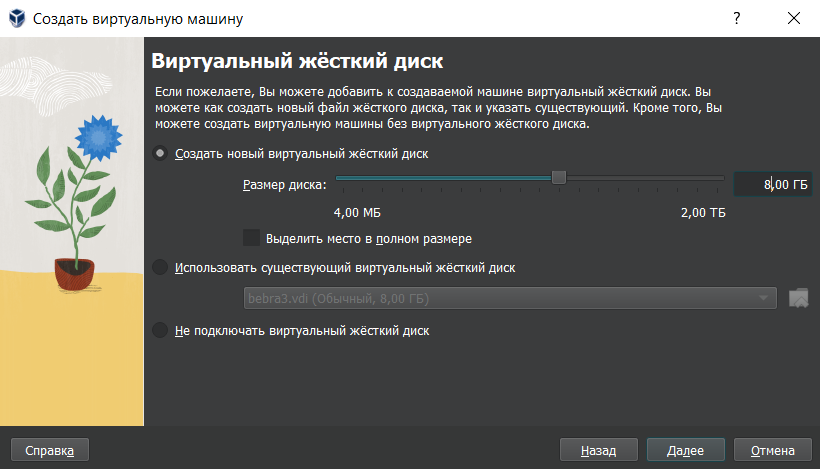 Создать виртуальную машину
?
Виртуальный жёсткий диск
Если пожелаете, Вы можете добавить к создаваемой машине виртуальный жёсткий диск. Вы
можете как создать новый файл жёсткого диска, так и указать существующий. Кроме того, Вы
можете создать виртуальную машины без виртуального жёсткого диска.
Создать новый виртуальный жёсткий диск
Размер диска:
8,00 ГБ
4,00 МБ
2,00 ТБ
Выделить место в полном размере
Использовать существующий виртуальный жёсткий диск
bebra3.vdi (Обычный, 8,00 ГБ)
Не подключать виртуальный жёсткий диск
Справка
Назад
Далее
Отмена